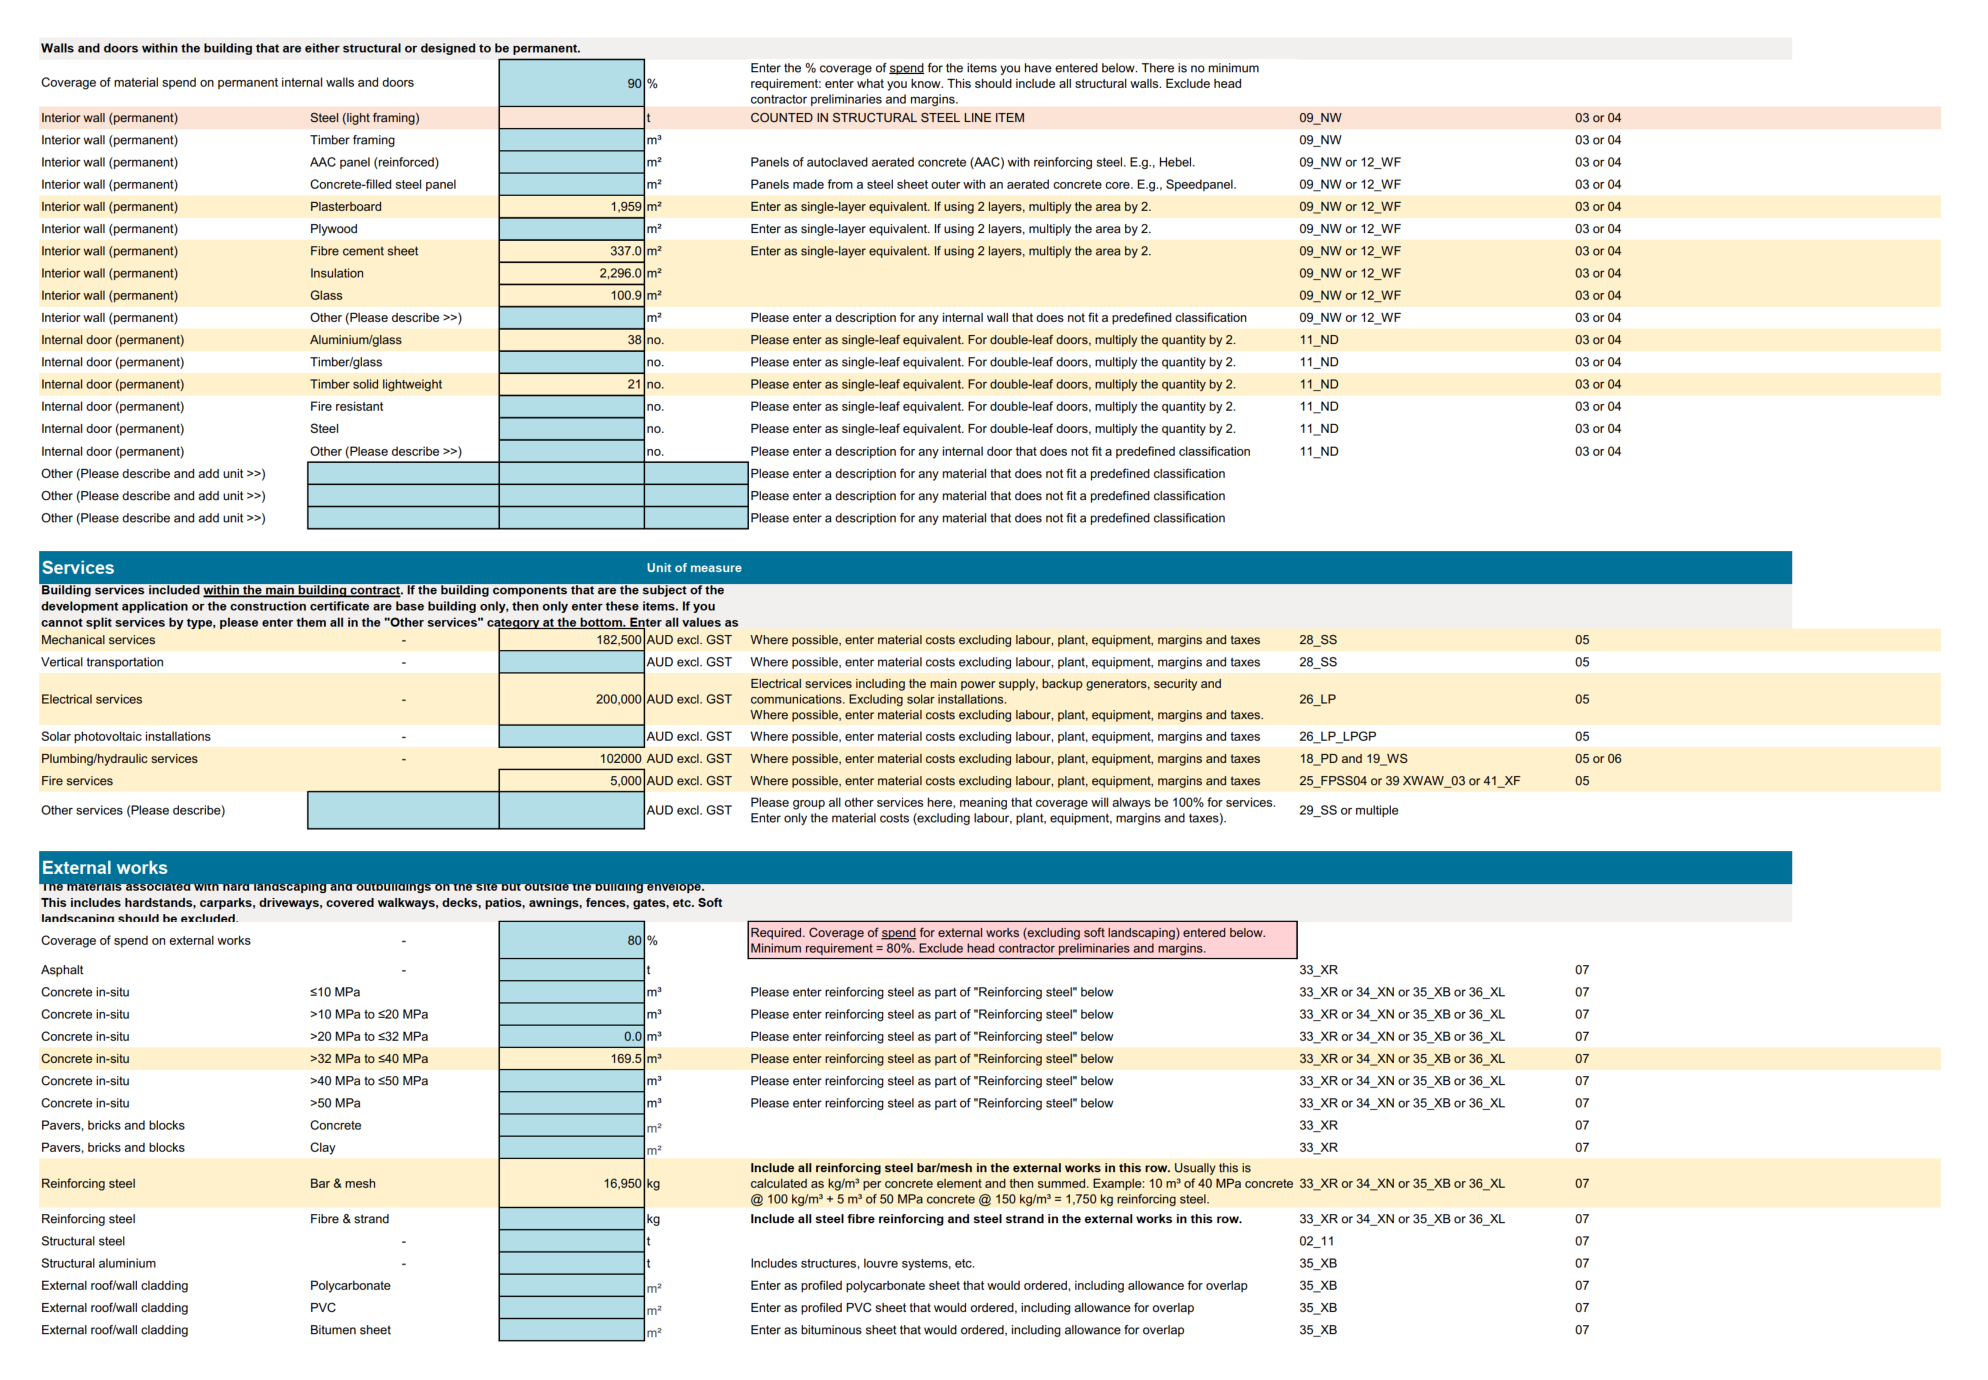 Walls and doors within the building that are either structural or designed to be permanent.
Coverage of material spend on permanent internal walls and doors 90 % Enter the % coverage of spend for the items you have entered below. There is no minimum
requirement: enter what you know. This should include all structural walls. Exclude head
contractor preliminaries and margins.
Interior wall (permanent) Steel (light framing) t COUNTED IN STRUCTURAL STEEL LINE ITEM 09_NW 03 or 04
Interior wall (permanent) Timber framing m³ 09_NW 03 or 04
Interior wall (permanent) AAC panel (reinforced) m² Panels of autoclaved aerated concrete (AAC) with reinforcing steel. E.g., Hebel. 09_NW or 12_WF 03 or 04
Interior wall (permanent) Concrete-filled steel panel m² Panels made from a steel sheet outer with an aerated concrete core. E.g., Speedpanel. 09_NW or 12_WF 03 or 04
Interior wall (permanent) Plasterboard 1,959 m² Enter as single-layer equivalent. If using 2 layers, multiply the area by 2. 09_NW or 12_WF 03 or 04
Interior wall (permanent) Plywood m² Enter as single-layer equivalent. If using 2 layers, multiply the area by 2. 09_NW or 12_WF 03 or 04
Interior wall (permanent) Fibre cement sheet 337.0 m² Enter as single-layer equivalent. If using 2 layers, multiply the area by 2. 09_NW or 12_WF 03 or 04
Interior wall (permanent) Insulation 2,296.0 m² 09_NW or 12_WF 03 or 04
Interior wall (permanent) Glass 100.9 m² 09_NW or 12_WF 03 or 04
Interior wall (permanent) Other (Please describe >>) m² Please enter a description for any internal wall that does not fit a predefined classification 09_NW or 12_WF 03 or 04
Internal door (permanent) Aluminium/glass 38 no. Please enter as single-leaf equivalent. For double-leaf doors, multiply the quantity by 2. 11_ND 03 or 04
Internal door (permanent) Timber/glass no. Please enter as single-leaf equivalent. For double-leaf doors, multiply the quantity by 2. 11_ND 03 or 04
Internal door (permanent) Timber solid lightweight 21 no. Please enter as single-leaf equivalent. For double-leaf doors, multiply the quantity by 2. 11_ND 03 or 04
Internal door (permanent) Fire resistant no. Please enter as single-leaf equivalent. For double-leaf doors, multiply the quantity by 2. 11_ND 03 or 04
Internal door (permanent) Steel no. Please enter as single-leaf equivalent. For double-leaf doors, multiply the quantity by 2. 11_ND 03 or 04
Internal door (permanent) Other (Please describe >>) no. Please enter a description for any internal door that does not fit a predefined classification 11_ND 03 or 04
Other (Please describe and add unit >>) Please enter a description for any material that does not fit a predefined classification
Other (Please describe and add unit >>) Please enter a description for any material that does not fit a predefined classification
Other (Please describe and add unit >>) Please enter a description for any material that does not fit a predefined classification
Services Unit of measure
Building services included within the main building contract. If the building components that are the subject of the
development application or the construction certificate are base building only, then only enter these items. If you
cannot split services by type, please enter them all in the "Other services" category at the bottom. Enter all values as
Mechanical services - 182,500 AUD excl. GST Where possible, enter material costs excluding labour, plant, equipment, margins and taxes 28_SS 05
Vertical transportation - AUD excl. GST Where possible, enter material costs excluding labour, plant, equipment, margins and taxes 28_SS 05
Electrical services - 200,000 AUD excl. GST Electrical services including the main power supply, backup generators, security and
communications. Excluding solar installations.
Where possible, enter material costs excluding labour, plant, equipment, margins and taxes. 26_LP 05
Solar photovoltaic installations - AUD excl. GST Where possible, enter material costs excluding labour, plant, equipment, margins and taxes 26_LP_LPGP 05
Plumbing/hydraulic services - 102000 AUD excl. GST Where possible, enter material costs excluding labour, plant, equipment, margins and taxes 18_PD and 19_WS 05 or 06
Fire services 5,000 AUD excl. GST Where possible, enter material costs excluding labour, plant, equipment, margins and taxes 25_FPSS04 or 39 XWAW_03 or 41_XF 05
Other services (Please describe) AUD excl. GST Please group all other services here, meaning that coverage will always be 100% for services.
Enter only the material costs (excluding labour, plant, equipment, margins and taxes). 29_SS or multiple
External works
The materials associated with hard landscaping and outbuildings on the site but outside the building envelope.
This includes hardstands, carparks, driveways, covered walkways, decks, patios, awnings, fences, gates, etc. Soft
landscaping should be excluded.
Coverage of spend on external works - 80 % Required. Coverage of spend for external works (excluding soft landscaping) entered below.
Minimum requirement = 80%. Exclude head contractor preliminaries and margins.
Asphalt - t 33_XR 07
Concrete in-situ ≤10 MPa m³ Please enter reinforcing steel as part of "Reinforcing steel" below 33_XR or 34_XN or 35_XB or 36_XL 07
Concrete in-situ >10 MPa to ≤20 MPa m³ Please enter reinforcing steel as part of "Reinforcing steel" below 33_XR or 34_XN or 35_XB or 36_XL 07
Concrete in-situ >20 MPa to ≤32 MPa 0.0 m³ Please enter reinforcing steel as part of "Reinforcing steel" below 33_XR or 34_XN or 35_XB or 36_XL 07
Concrete in-situ >32 MPa to ≤40 MPa 169.5 m³ Please enter reinforcing steel as part of "Reinforcing steel" below 33_XR or 34_XN or 35_XB or 36_XL 07
Concrete in-situ >40 MPa to ≤50 MPa m³ Please enter reinforcing steel as part of "Reinforcing steel" below 33_XR or 34_XN or 35_XB or 36_XL 07
Concrete in-situ >50 MPa m³ Please enter reinforcing steel as part of "Reinforcing steel" below 33_XR or 34_XN or 35_XB or 36_XL 07
Pavers, bricks and blocks Concrete m² 33_XR 07
Pavers, bricks and blocks Clay m² 33_XR 07
Reinforcing steel Bar & mesh 16,950 kg Include all reinforcing steel bar/mesh in the external works in this row. Usually this is
calculated as kg/m³ per concrete element and then summed. Example: 10 m³ of 40 MPa concrete
@ 100 kg/m³ + 5 m³ of 50 MPa concrete @ 150 kg/m³ = 1,750 kg reinforcing steel. 33_XR or 34_XN or 35_XB or 36_XL 07
Reinforcing steel Fibre & strand kg Include all steel fibre reinforcing and steel strand in the external works in this row. 33_XR or 34_XN or 35_XB or 36_XL 07
Structural steel - t 02_11 07
Structural aluminium - t Includes structures, louvre systems, etc. 35_XB 07
External roof/wall cladding Polycarbonate m² Enter as profiled polycarbonate sheet that would ordered, including allowance for overlap 35_XB 07
External roof/wall cladding PVC m² Enter as profiled PVC sheet that would ordered, including allowance for overlap 35_XB 07
External roof/wall cladding Bitumen sheet m² Enter as bituminous sheet that would ordered, including allowance for overlap 35_XB 07